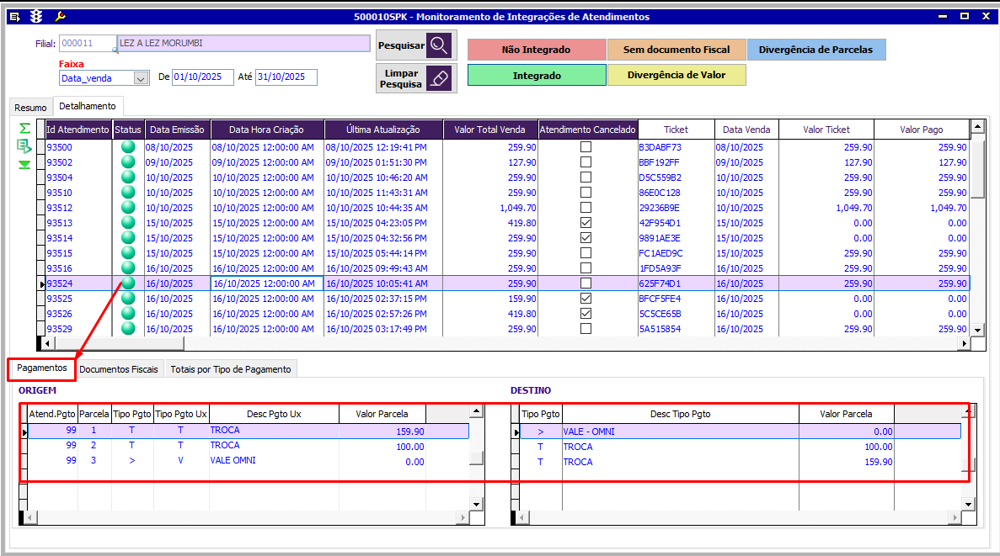 500010SPK - Monitoramento de Integrações de Atendimentos
Filial: 000011 LEZ A LEZ MORUMBI
Pesquisar
Não Integrado Sem documento Fiscal Divergência de Parcelas
Faixa
Data_venda De 01/10/2025 Até 31/10/2025
Limpar
Pesquisa
Integrado Divergência de Valor
Resumo Detalhamento
Id Atendimento Status Data Emissão Data Hora Criação Última Atualização Valor Total Venda Atendimento Cancelado Ticket Data Venda Valor Ticket Valor Pago
93500 08/10/2025 08/10/2025 12:00:00 AM 08/10/2025 12:19:41 PM 259.90 B3DABF73 08/10/2025 259.90 259.90
93502 09/10/2025 09/10/2025 12:00:00 AM 09/10/2025 01:51:30 PM 127.90 BBF192FF 09/10/2025 127.90 127.90
93504 10/10/2025 10/10/2025 12:00:00 AM 10/10/2025 10:46:20 AM 259.90 D5C559B2 10/10/2025 259.90 259.90
93510 10/10/2025 10/10/2025 12:00:00 AM 10/10/2025 11:43:31 AM 259.90 86E0C128 10/10/2025 259.90 259.90
93512 10/10/2025 10/10/2025 12:00:00 AM 10/10/2025 10:44:35 AM 1,049.70 29236B9E 10/10/2025 1,049.70 1,049.70
93513 15/10/2025 15/10/2025 12:00:00 AM 15/10/2025 04:23:05 PM 419.80 42F954D1 15/10/2025 0.00 0.00
93514 15/10/2025 15/10/2025 12:00:00 AM 15/10/2025 04:32:56 PM 259.90 9891AE3E 15/10/2025 0.00 0.00
93515 15/10/2025 15/10/2025 12:00:00 AM 15/10/2025 05:44:14 PM 259.90 FC1AED9C 15/10/2025 259.90 259.90
93516 16/10/2025 16/10/2025 12:00:00 AM 16/10/2025 09:49:43 AM 259.90 1FD5A93F 16/10/2025 259.90 259.90
93524 16/10/2025 16/10/2025 12:00:00 AM 16/10/2025 10:05:41 AM 259.90 625F74D1 16/10/2025 259.90 259.90
93525 16/10/2025 16/10/2025 12:00:00 AM 16/10/2025 02:37:15 PM 159.90 BFCF5FE4 16/10/2025 0.00 0.00
93526 16/10/2025 16/10/2025 12:00:00 AM 16/10/2025 02:57:26 PM 419.80 5C5CE65B 16/10/2025 0.00 0.00
93529 16/10/2025 16/10/2025 12:00:00 AM 16/10/2025 03:17:49 PM 259.90 5A515854 16/10/2025 259.90 259.90
Pagamentos Documentos Fiscais Totais por Tipo de Pagamento
ORIGEM DESTINO
Atend.Pgto Parcela Tipo Pgto Tipo Pgto Ux Desc Pgto Ux Valor Parcela Tipo Pgto Desc Tipo Pgto Valor Parcela
99 1 T T TROCA 159.90 > VALE - OMNI 0.00
99 2 T T TROCA 100.00 T TROCA 100.00
99 3 > V VALE OMNI 0.00 T TROCA 159.90